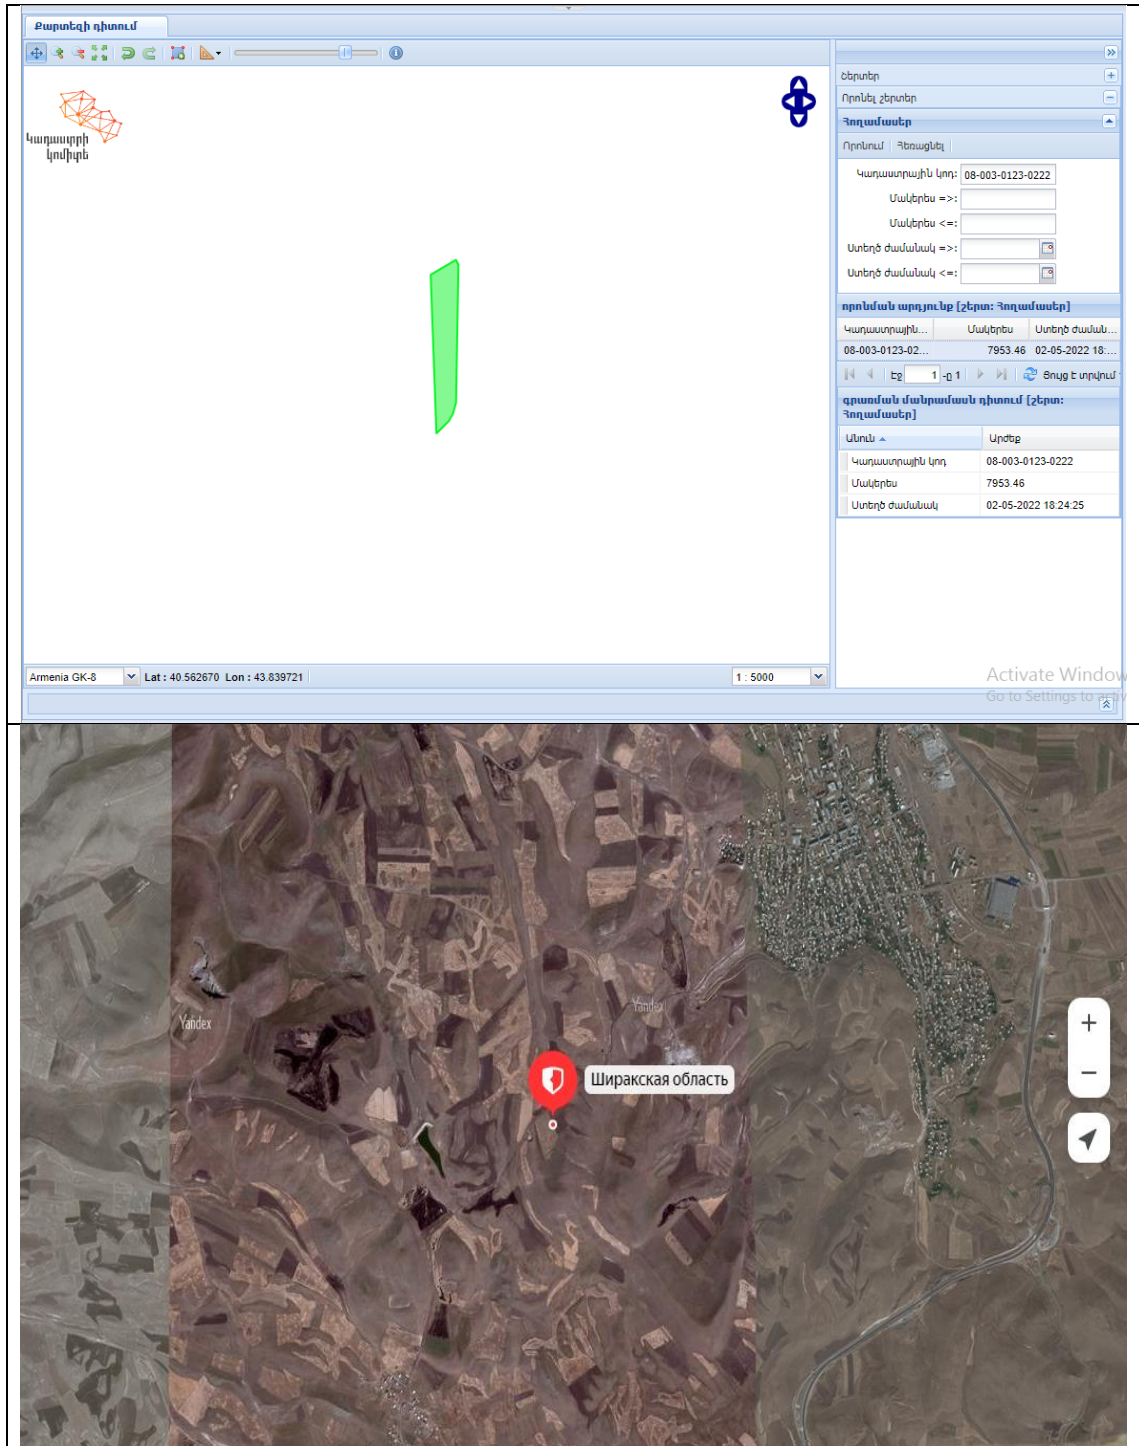 Քարտեզի դիտում
Կադաստրի
կոմիտե
Շերտեր
Որոնել շերտեր
Հողամասեր
Որոնում Հեռացնել
Կադաստրային կոդ: 08-003-0123-0222
Մակերես =>:
Մակերես <=:
Ստեղծ ժամանակ =>:
Ստեղծ ժամանակ <=:
որոնման արդյունք [շերտ: Հողամասեր]
Կադաստրային... Մակերես Ստեղծ ժաման...
08-003-0123-02... 7953.46 02-05-2022 18:...
Էջ 1 -ը 1 Ցույց է տրվում
գրառման մանրամասն դիտում [շերտ:
Հողամասեր]
Անուն Արժեք
Կադաստրային կոդ 08-003-0123-0222
Մակերես 7953.46
Ստեղծ ժամանակ 02-05-2022 18:24:25
Armenia GK-8 Lat : 40.562670 Lon : 43.839721 1 : 5000
Activate Window
Go to Settings to activ
Yandex
Yandex
Ширакская область